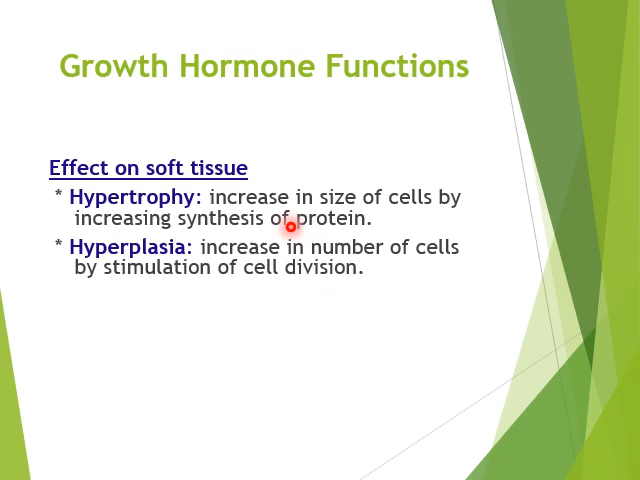 Growth Hormone Functions
Effect on soft tissue
* Hypertrophy: increase in size of cells by
increasing synthesis of protein.
* Hyperplasia: increase in number of cells
by stimulation of cell division.